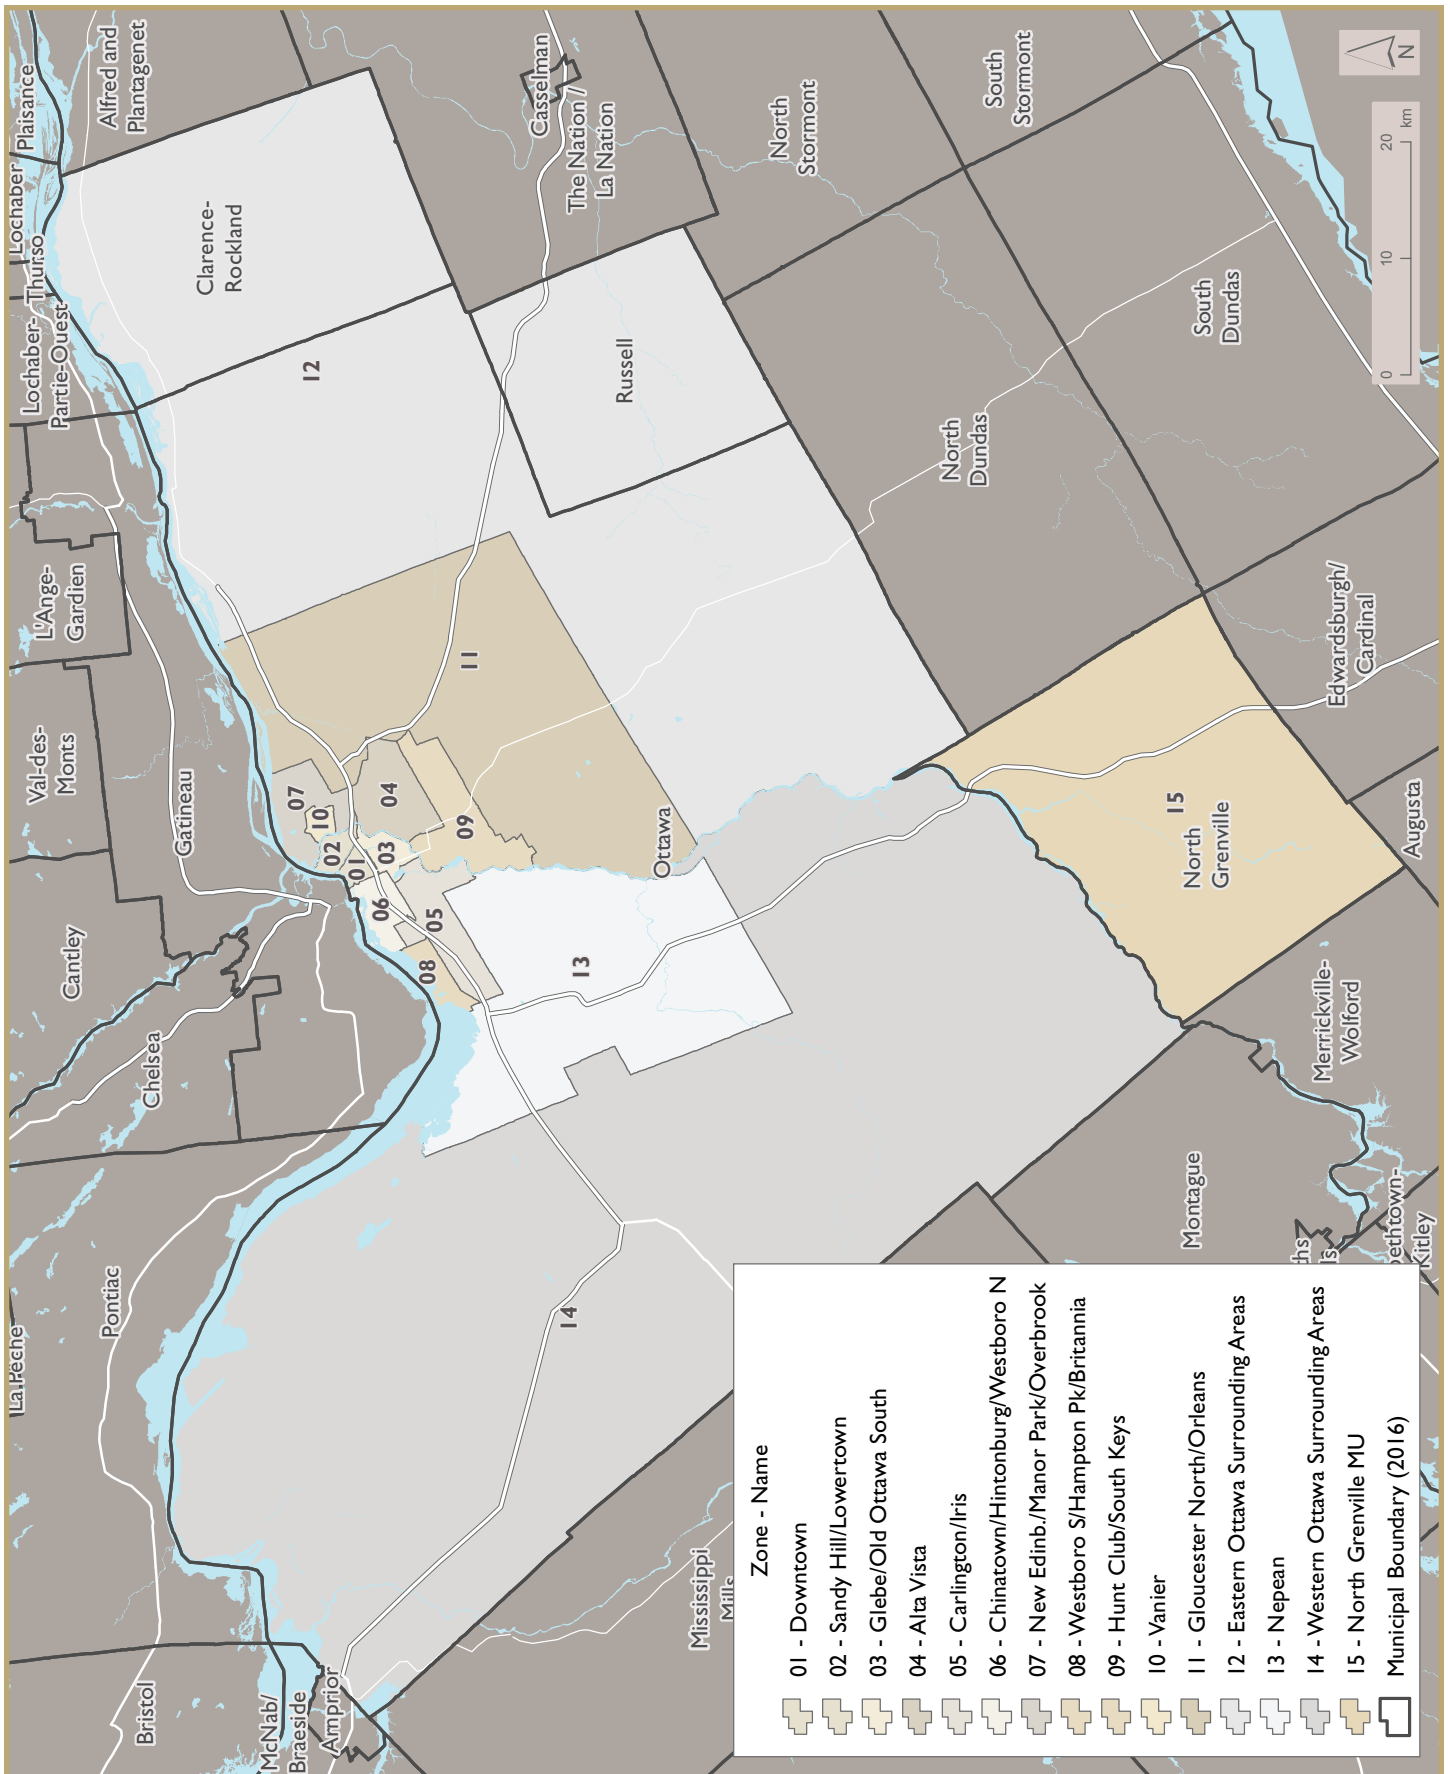 La Pêche
Bristol
Pontiac
McNab/
Braeside
Arnprior
Chelsea
Cantley
Val-des-
Monts
Gatineau
L'Ange-
Gardien
Lochaber-
Partie-Ouest
Thurso
Lochaber
Plaisance
Alfred and
Plantagenet
Clarence-
Rockland
12
Casselman
The Nation /
La Nation
Russell
North
Stormont
South
Stormont
07
10
02
01
03
04
06
05
08
09
11
13
14
Ottawa
North
Dundas
South
Dundas
15
North
Grenville
Edwardsburgh/
Cardinal
Augusta
Merrickville-
Wolford
Montague
ths
ls
ethtown-
Kitley
Mississippi
Mills
Zone - Name
01 - Downtown
02 - Sandy Hill/Lowertown
03 - Glebe/Old Ottawa South
04 - Alta Vista
05 - Carlington/Iris
06 - Chinatown/Hintonburg/Westboro N
07 - New Edinb./Manor Park/Overbrook
08 - Westboro S/Hampton Pk/Britannia
09 - Hunt Club/South Keys
10 - Vanier
11 - Gloucester North/Orleans
12 - Eastern Ottawa Surrounding Areas
13 - Nepean
14 - Western Ottawa Surrounding Areas
15 - North Grenville MU
Municipal Boundary (2016)
0 10 20
km
N